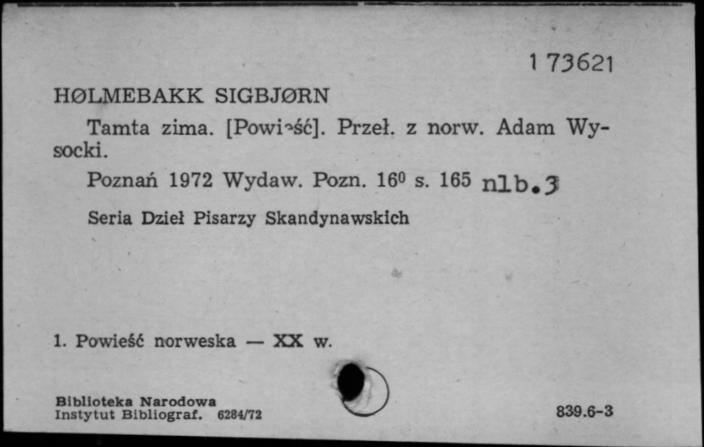 1 73621
HØLMEBAKK SIGBJØRN
Tamta zima. [Powieść]. Przeł. z norw. Adam Wy-
socki.
Poznań 1972 Wydaw. Pozn. 16⁰ s. 165 nlb.3
Seria Dzieł Pisarzy Skandynawskich
1. Powieść norweska — XX w.
Biblioteka Narodowa
Instytut Bibliograf. 6284/72
839.6-3